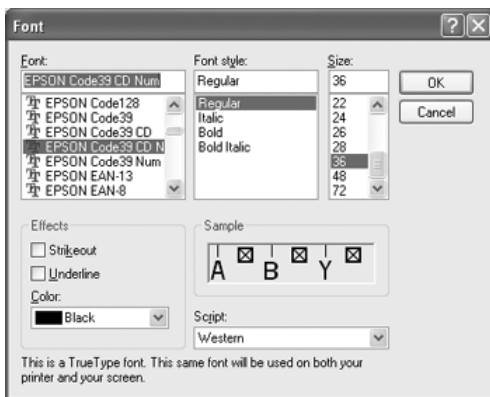 Font
Font:
EPSON Code39 CD Num
EPSON Code128
EPSON Code39
EPSON Code39 CD
EPSON Code39 CD N
EPSON Code39 Num
EPSON EAN-13
EPSON EAN-8
Font style:
Regular
Regular
Italic
Bold
Bold Italic
Size:
36
22
24
26
28
36
48
72
OK
Cancel
Effects
Strikeout
Underline
Color:
Black
Sample
A B Y
Script:
Western
This is a TrueType font. This same font will be used on both your
printer and your screen.